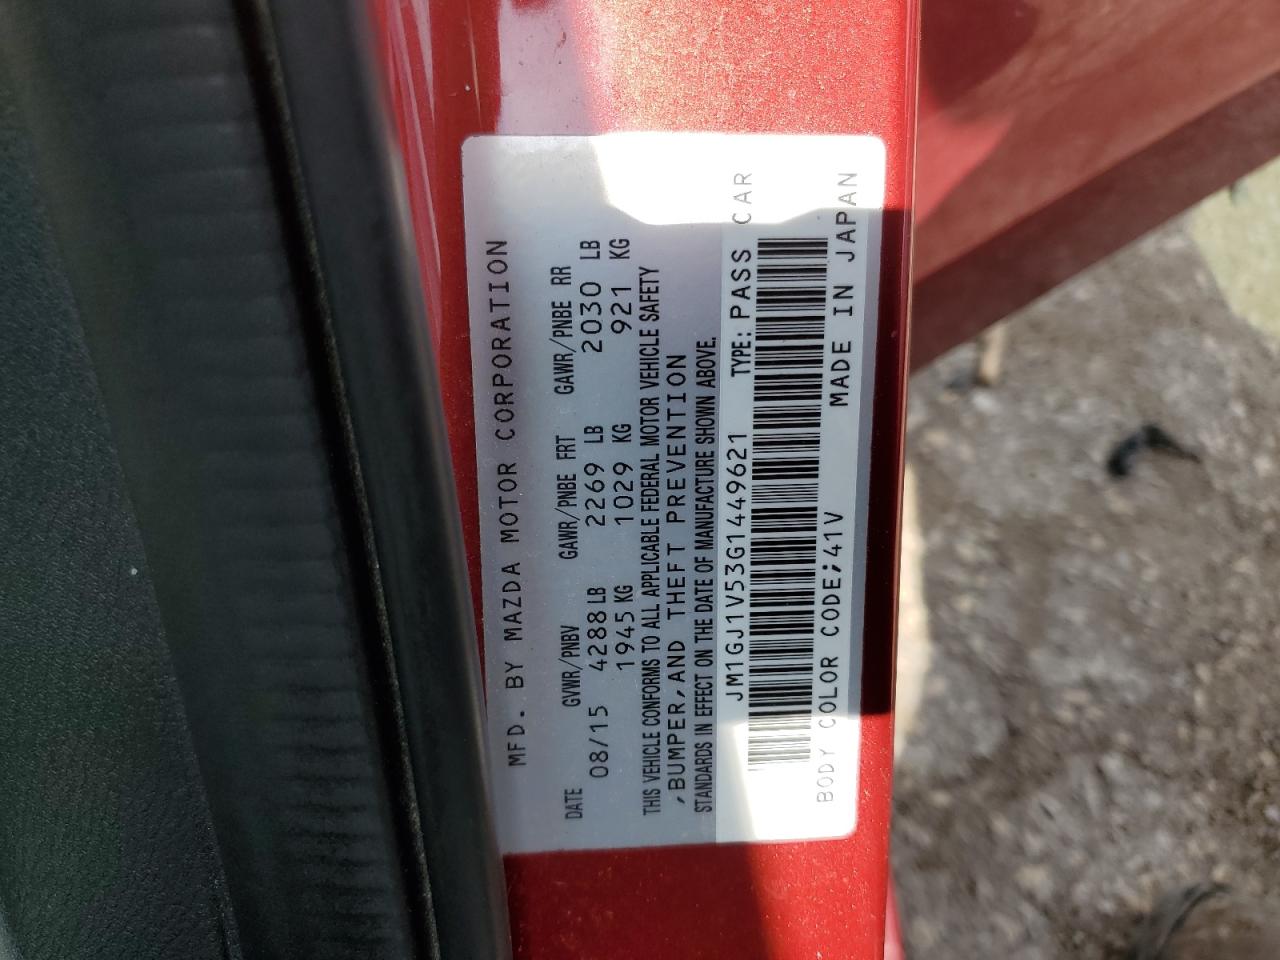 MFD. BY MAZDA MOTOR CORPORATION
DATE GVWR/PNBV GAWR/PNBE FRT GAWR/PNBE RR
08/15 4288 LB 2269 LB 2030 LB
1945 KG 1029 KG 921 KG
THIS VEHICLE CONFORMS TO ALL APPLICABLE FEDERAL MOTOR VEHICLE SAFETY
,BUMPER,AND THEFT PREVENTION
STANDARDS IN EFFECT ON THE DATE OF MANUFACTURE SHOWN ABOVE.
JM1GJ1V53G1449621 TYPE: PASS CAR
BODY COLOR CODE;41V MADE IN JAPAN